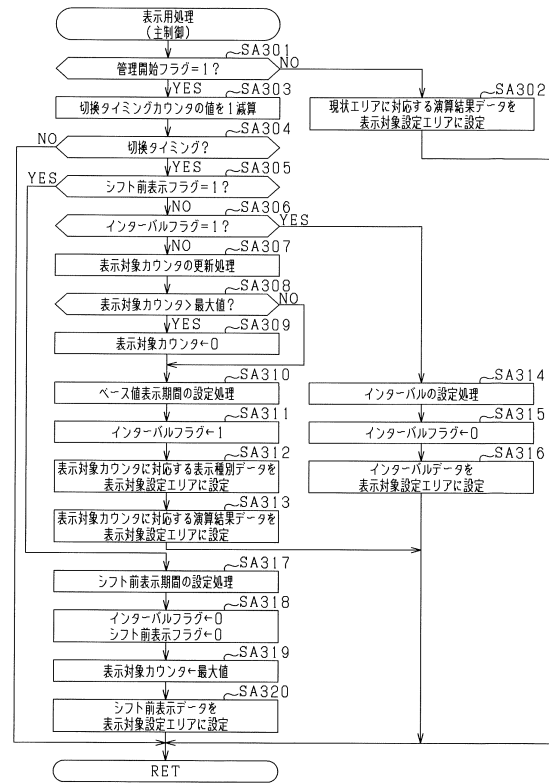 表示用処理
(主制御)
SA301
管理開始フラグ=1?
NO
YES
SA303
切換タイミングカウンタの値を1減算
SA302
現状エリアに対応する演算結果データを
表示対象設定エリアに設定
SA304
NO
切換タイミング?
YES
SA305
YES
シフト前表示フラグ=1?
NO
SA306
インターバルフラグ=1?
YES
NO
SA307
表示対象カウンタの更新処理
SA308
表示対象カウンタ>最大値?
NO
YES
SA309
表示対象カウンタ←0
SA310
ベース値表示期間の設定処理
SA311
インターバルフラグ←1
SA312
表示対象カウンタに対応する表示種別データを
表示対象設定エリアに設定
SA313
表示対象カウンタに対応する演算結果データを
表示対象設定エリアに設定
SA314
インターバルの設定処理
SA315
インターバルフラグ←0
SA316
インターバルデータを
表示対象設定エリアに設定
SA317
シフト前表示期間の設定処理
SA318
インターバルフラグ←0
シフト前表示フラグ←0
SA319
表示対象カウンタ←最大値
SA320
シフト前表示データを
表示対象設定エリアに設定
RET